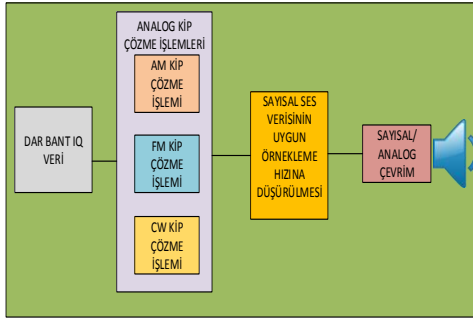 DAR BANT IQ
VERİ
ANALOG KİP
ÇÖZME İŞLEMLERİ
AM KİP
ÇÖZME
İŞLEMİ
FM KİP
ÇÖZME
İŞLEMİ
CW KİP
ÇÖZME
İŞLEMİ
SAYISAL SES
VERİSİNİN
UYGUN
ÖRNEKLEME
HIZINA
DÜŞÜRÜLMESİ
SAYISAL/
ANALOG
ÇEVRİM